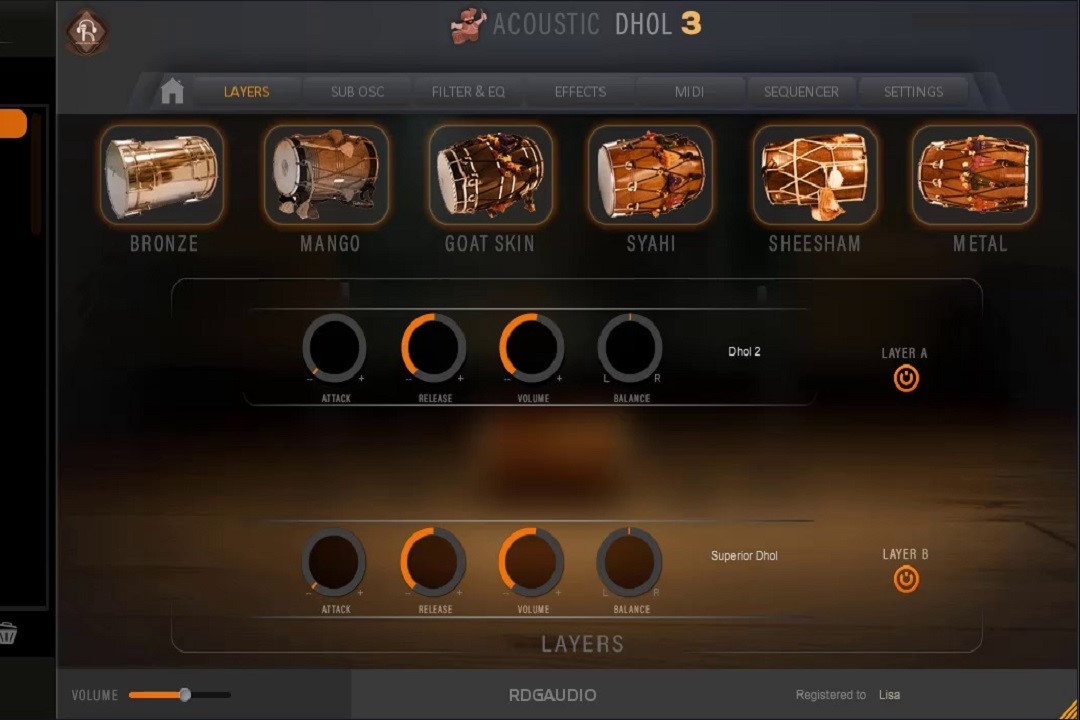 ACOUSTIC DHOL 3
LAYERS SUB OSC FILTER & EQ EFFECTS MIDI SEQUENCER SETTINGS
BRONZE MANGO GOAT SKIN SYAHI SHEESHAM METAL
Dhol 2 LAYER A
- + - + - + L R
ATTACK RELEASE VOLUME BALANCE
Superior Dhol LAYER B
- + - + - + L R
ATTACK RELEASE VOLUME BALANCE
LAYERS
VOLUME RDGAUDIO Registered to Lisa